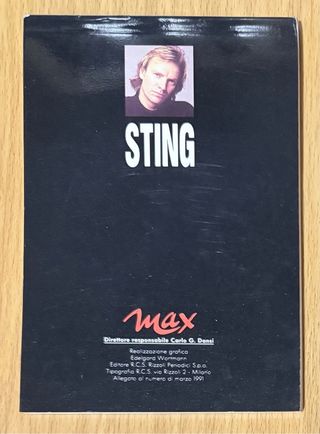 STING
max
Direttore responsabile Carlo G. Dansi
Realizzazione grafica
Edelgard Wortmann
Editore R.C.S. Rizzoli Periodici S.p.a.
Tipografia R.C.S. via Rizzoli 2 - Milano
Allegato al numero di marzo 1991